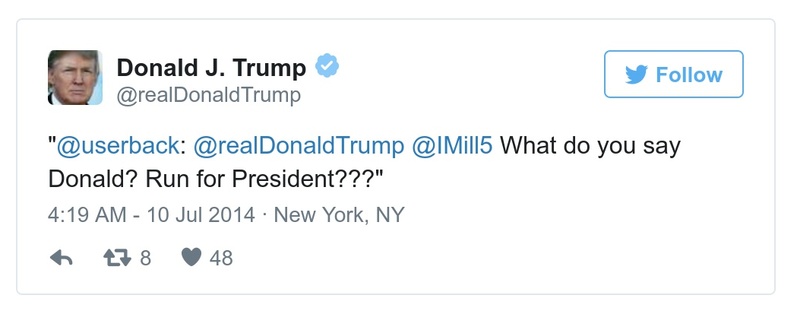 Donald J. Trump
@realDonaldTrump
Follow
"@userback: @realDonaldTrump @IMill5 What do you say
Donald? Run for President???"
4:19 AM - 10 Jul 2014 · New York, NY
8 48